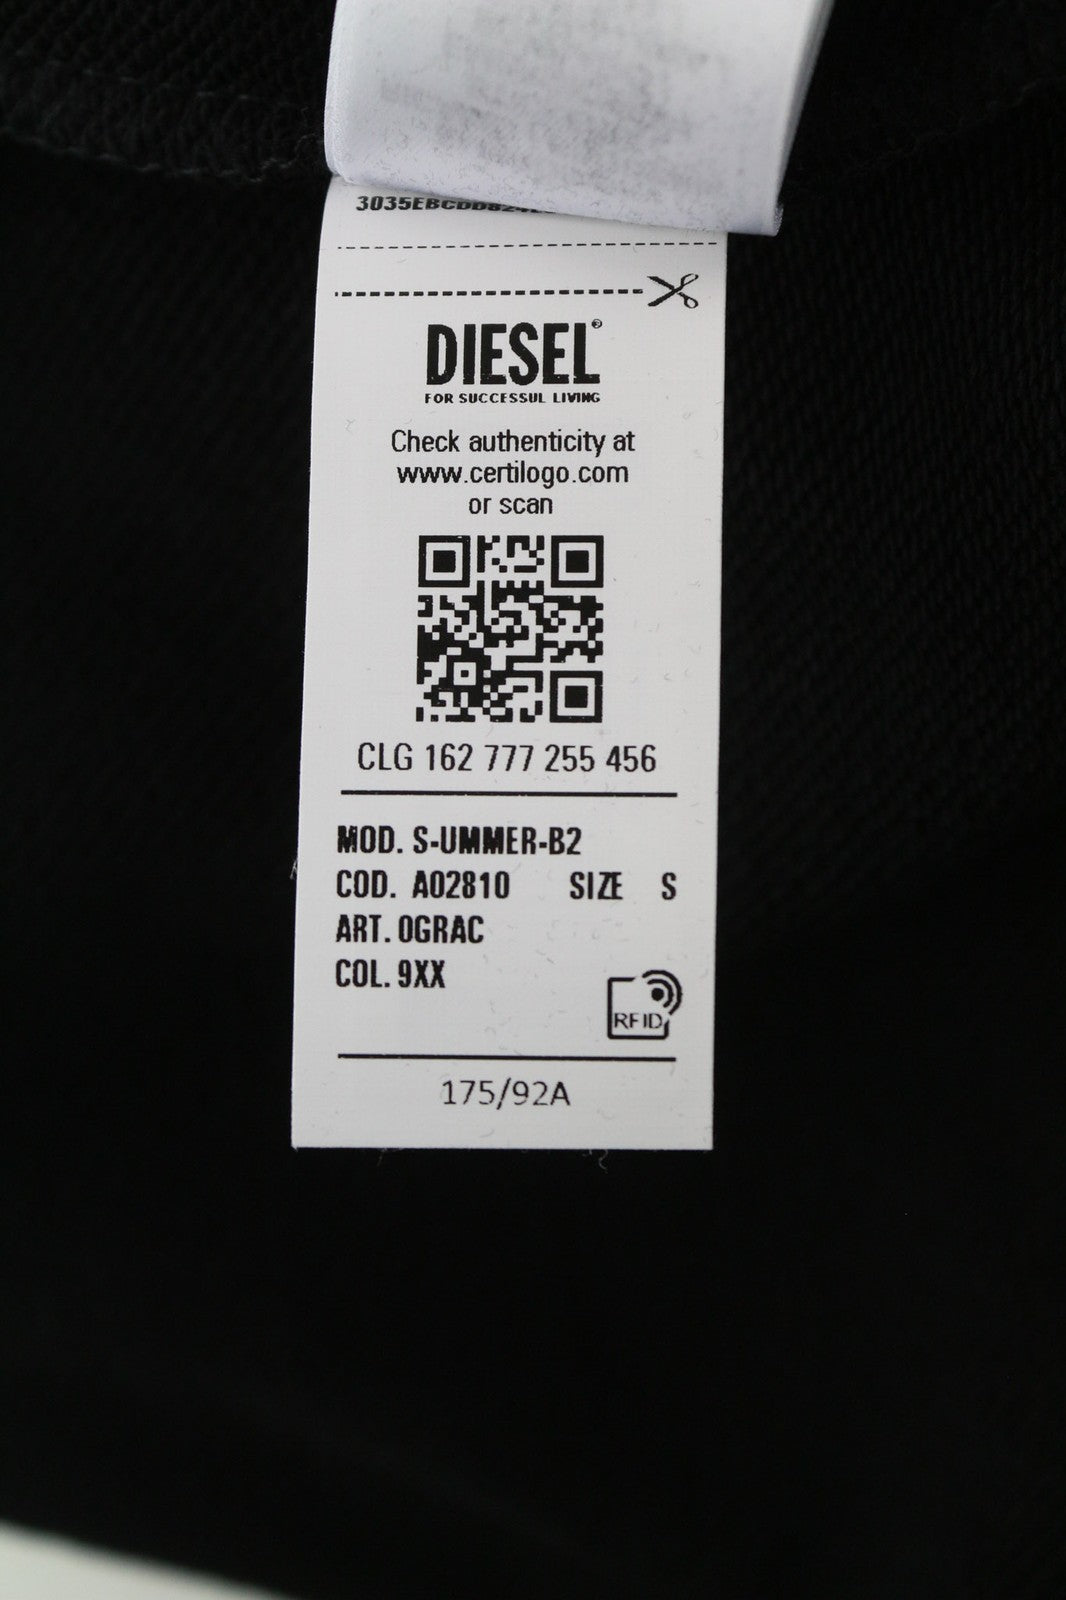 DIESEL®
FOR SUCCESSUL LIVING
Check authenticity at
www.certilogo.com
or scan
CLG 162 777 255 456
MOD. S-UMMER-B2
COD. A02810 SIZE S
ART. 0GRAC
COL. 9XX
RFID
175/92A